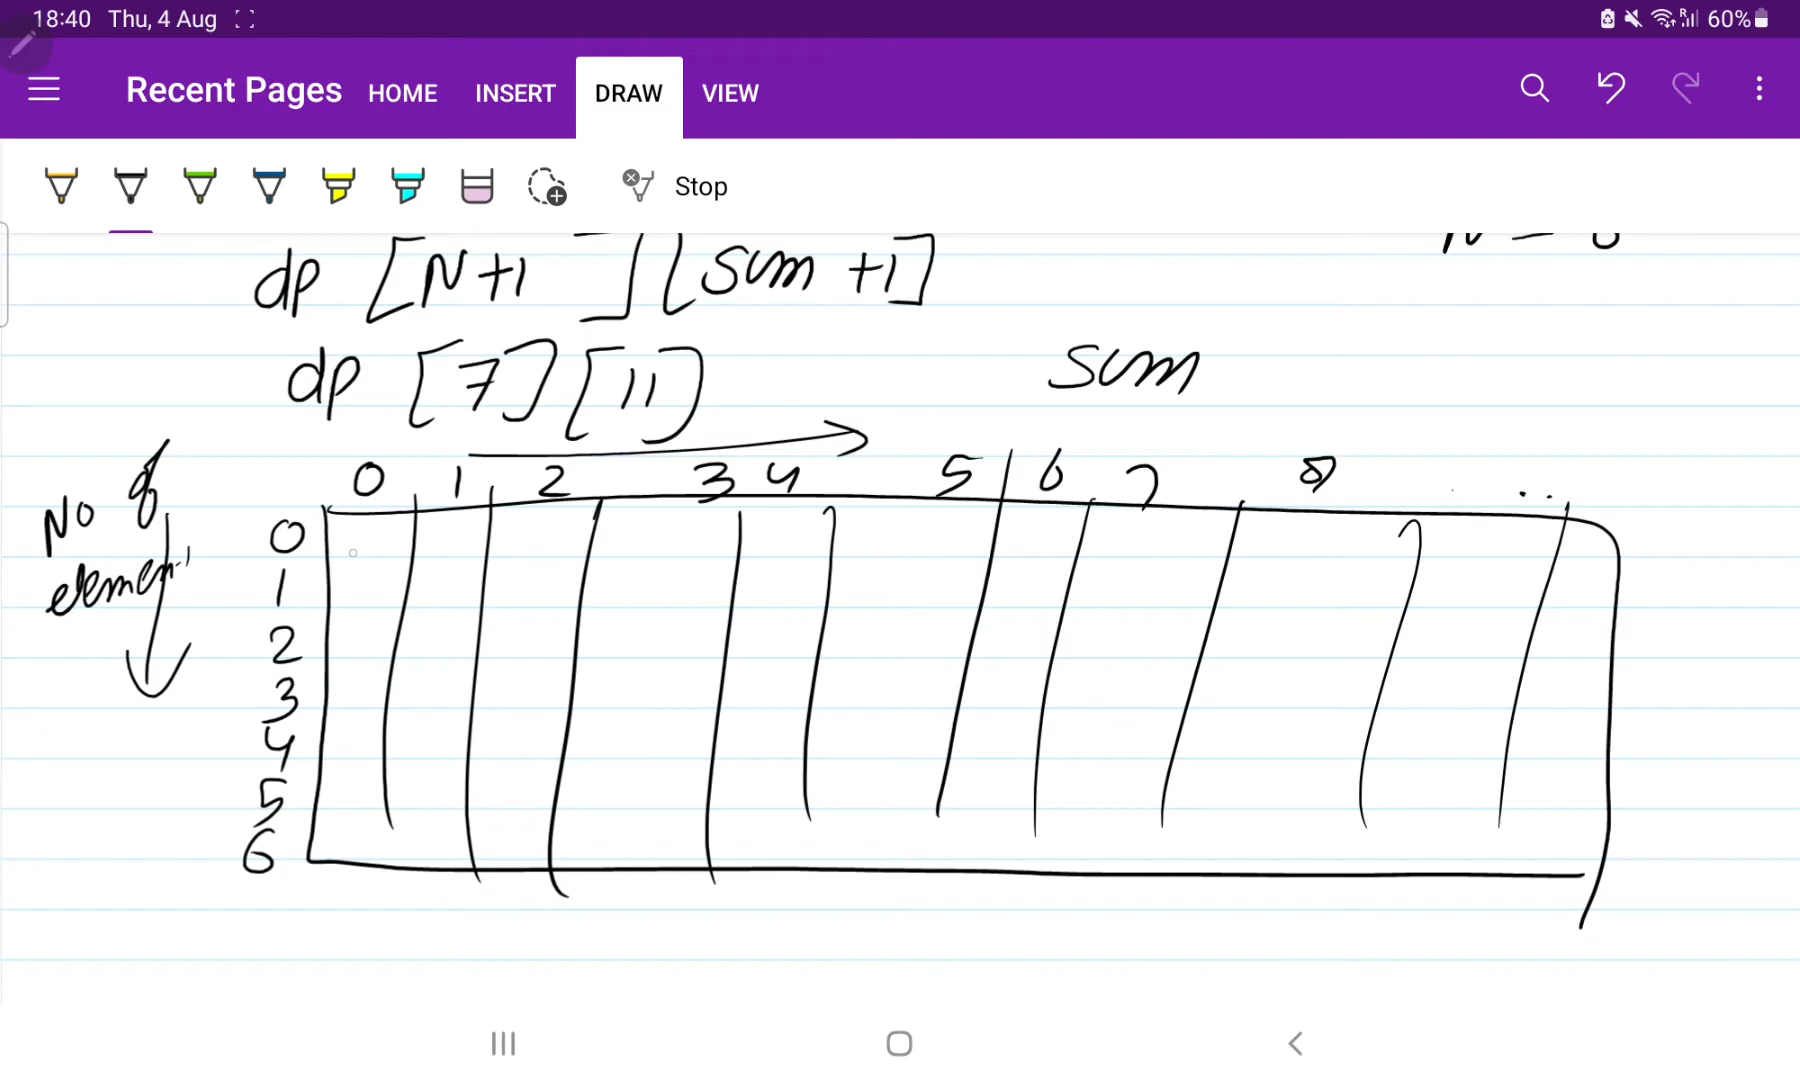 18:40 Thu, 4 Aug 60%
Recent Pages HOME INSERT DRAW VIEW
Stop
dp [N+1][sum+1]
N = 6
dp [7][11]
sum
0 1 2 3 4 5 6 7 8 ..
No of
element
0
1
2
3
4
5
6